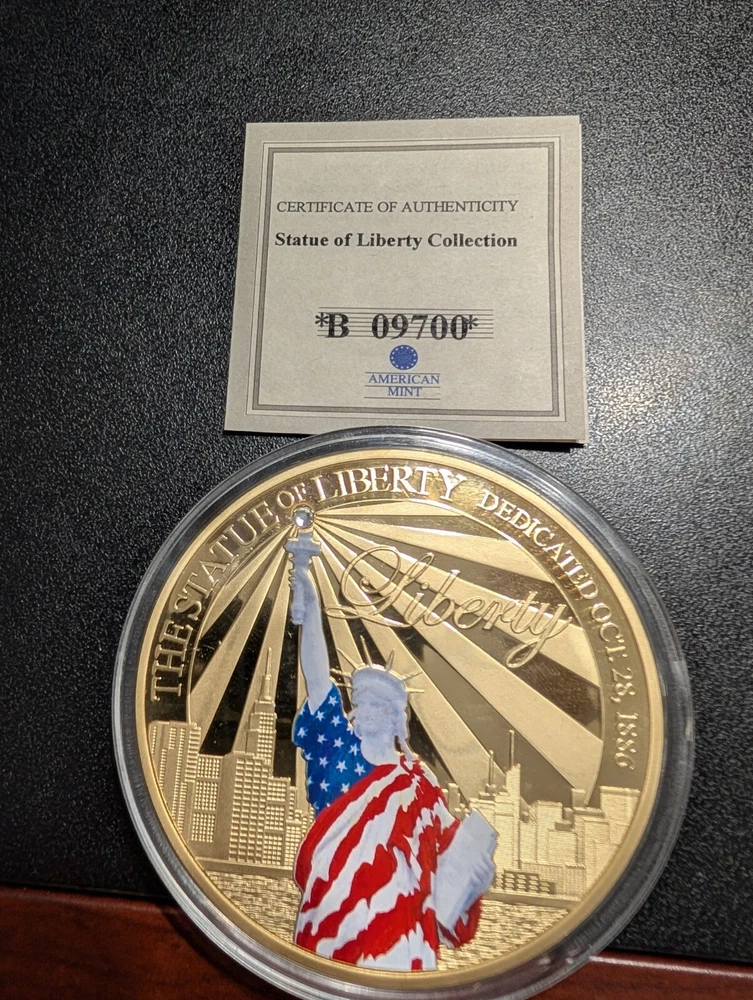 CERTIFICATE OF AUTHENTICITY
Statue of Liberty Collection
*B 09700*
AMERICAN
MINT
THE STATUE OF LIBERTY DEDICATED OCT. 28, 1886
Liberty